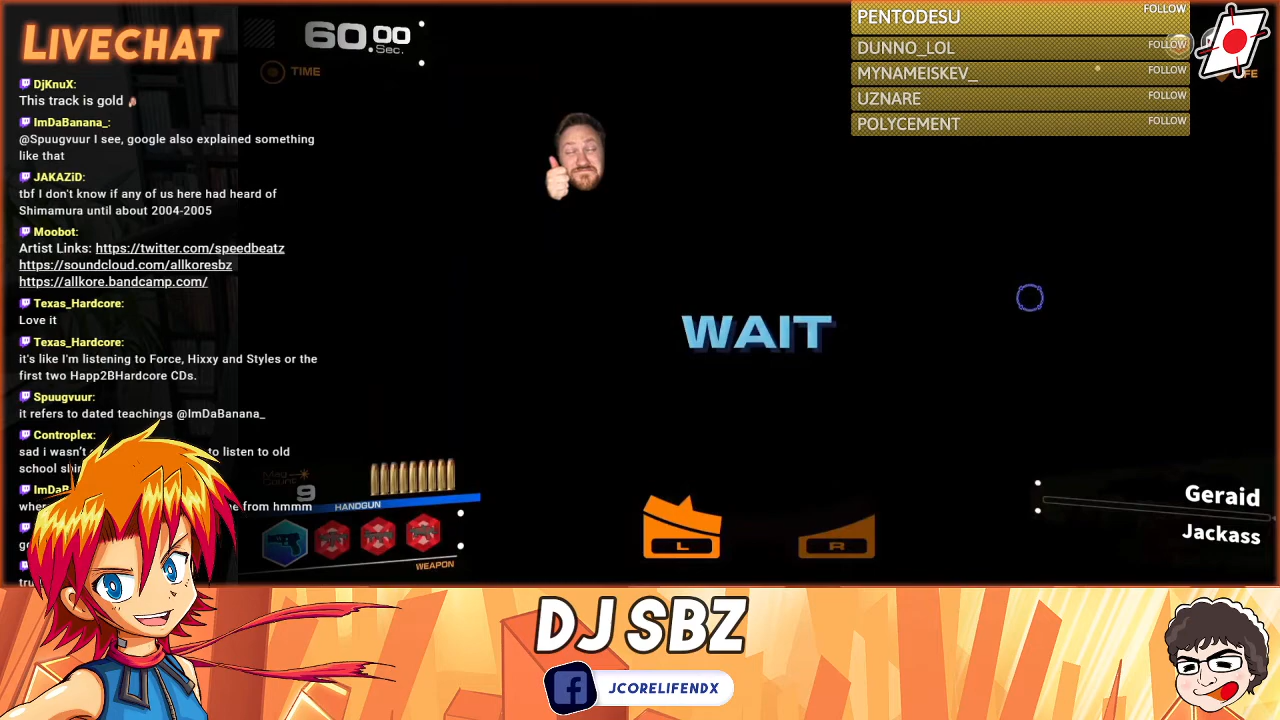 LIVECHAT
DjKnuX:
This track is gold
ImDaBanana_:
@Spuugvuur I see, google also explained something
like that
JAKAZiD:
tbf I don't know if any of us here had heard of
Shimamura until about 2004-2005
Moobot:
Artist Links: https://twitter.com/speedbeatz
https://soundcloud.com/allkoresbz
https://allkore.bandcamp.com/
Texas_Hardcore:
Love it
Texas_Hardcore:
it's like I'm listening to Force, Hixxy and Styles or the
first two Happ2BHardcore CDs.
Spuugvuur:
it refers to dated teachings @ImDaBanana_
Controplex:
sad i wasn't to listen to old
school
from hmmm
60.00
Sec.
TIME
PENTODESU FOLLOW
DUNNO_LOL FOLLOW
MYNAMEISKEV_ FOLLOW
UZNARE FOLLOW
POLYCEMENT FOLLOW
WAIT
9
HANDGUN
WEAPON
L
R
Geraid
Jackass
DJ SBZ
JCORELIFENDX